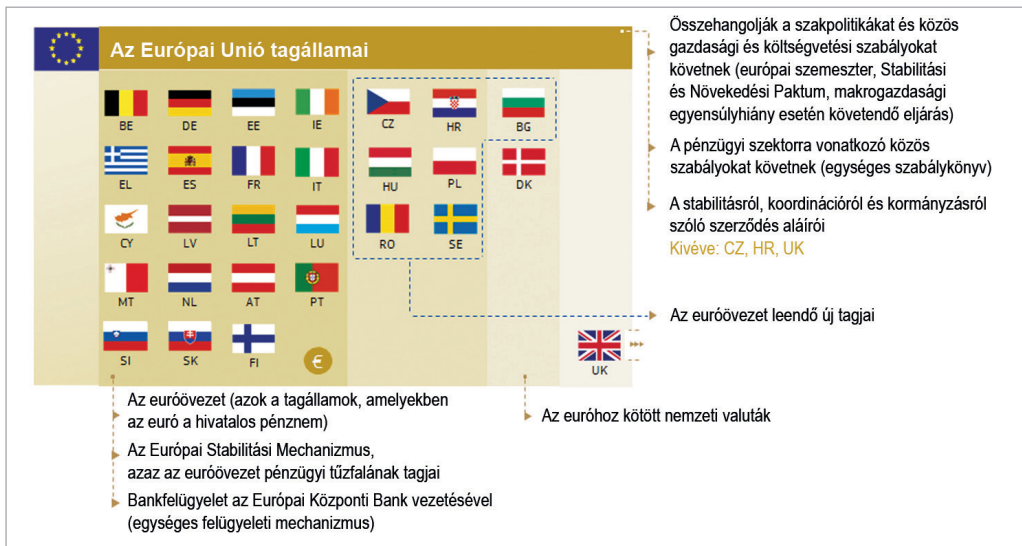 Az Európai Unió tagállamai
BE DE EE IE CZ HR BG
EL ES FR IT HU PL DK
CY LV LT LU RO SE
MT NL AT PT
SI SK FI € UK
Összehangolják a szakpolitikákat és közös
gazdasági és költségvetési szabályokat
követnek (európai szemeszter, Stabilitási
és Növekedési Paktum, makrogazdasági
egyensúlyhiány esetén követendő eljárás)
A pénzügyi szektorra vonatkozó közös
szabályokat követnek (egységes szabálykönyv)
A stabilitásról, koordinációról és kormányzásról
szóló szerződés aláírói
Kivéve: CZ, HR, UK
Az euróövezet leendő új tagjai
Az euróövezet (azok a tagállamok, amelyekben
az euró a hivatalos pénznem)
Az Európai Stabilitási Mechanizmus,
azaz az euróövezet pénzügyi tűzfalának tagjai
Bankfelügyelet az Európai Központi Bank vezetésével
(egységes felügyeleti mechanizmus)
Az euróhoz kötött nemzeti valuták